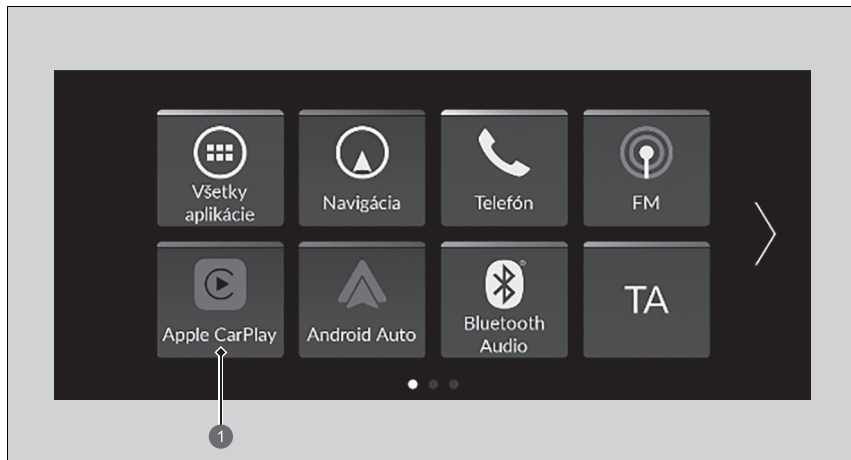 Všetky
aplikácie
Navigácia
Telefón
FM
Apple CarPlay
Android Auto
Bluetooth
Audio
TA
1